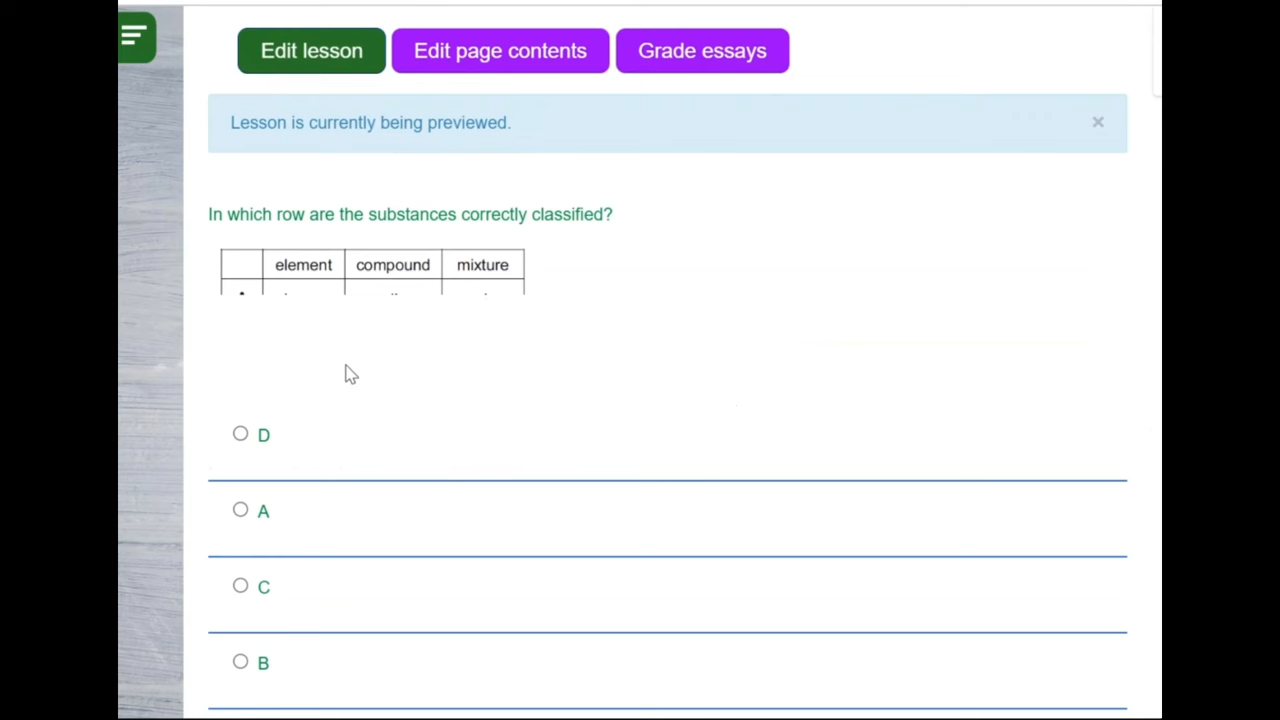 Edit lesson Edit page contents Grade essays
Lesson is currently being previewed. ×
In which row are the substances correctly classified?
element compound mixture
D
A
C
B